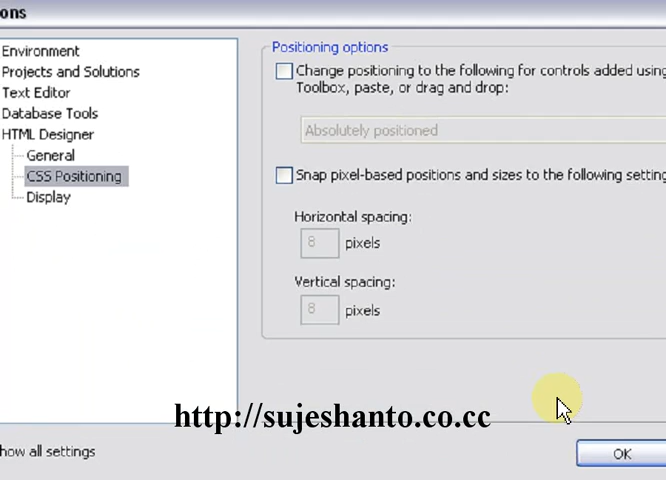 ons
Environment
Projects and Solutions
Text Editor
Database Tools
HTML Designer
General
CSS Positioning
Display
how all settings
Positioning options
Change positioning to the following for controls added using
Toolbox, paste, or drag and drop:
Absolutely positioned
Snap pixel-based positions and sizes to the following setting
Horizontal spacing:
8 pixels
Vertical spacing:
8 pixels
http://sujeshanto.co.cc
OK